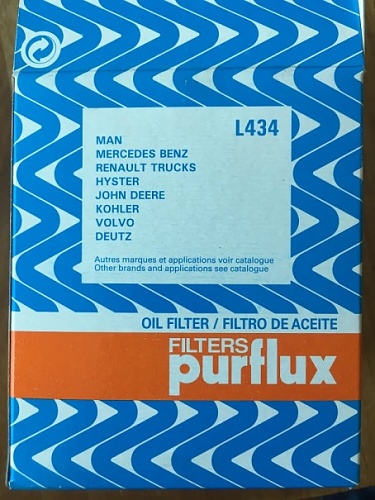 L434
MAN
MERCEDES BENZ
RENAULT TRUCKS
HYSTER
JOHN DEERE
KOHLER
VOLVO
DEUTZ
Autres marques et applications voir catalogue
Other brands and applications see catalogue
OIL FILTER / FILTRO DE ACEITE
FILTERS
purflux